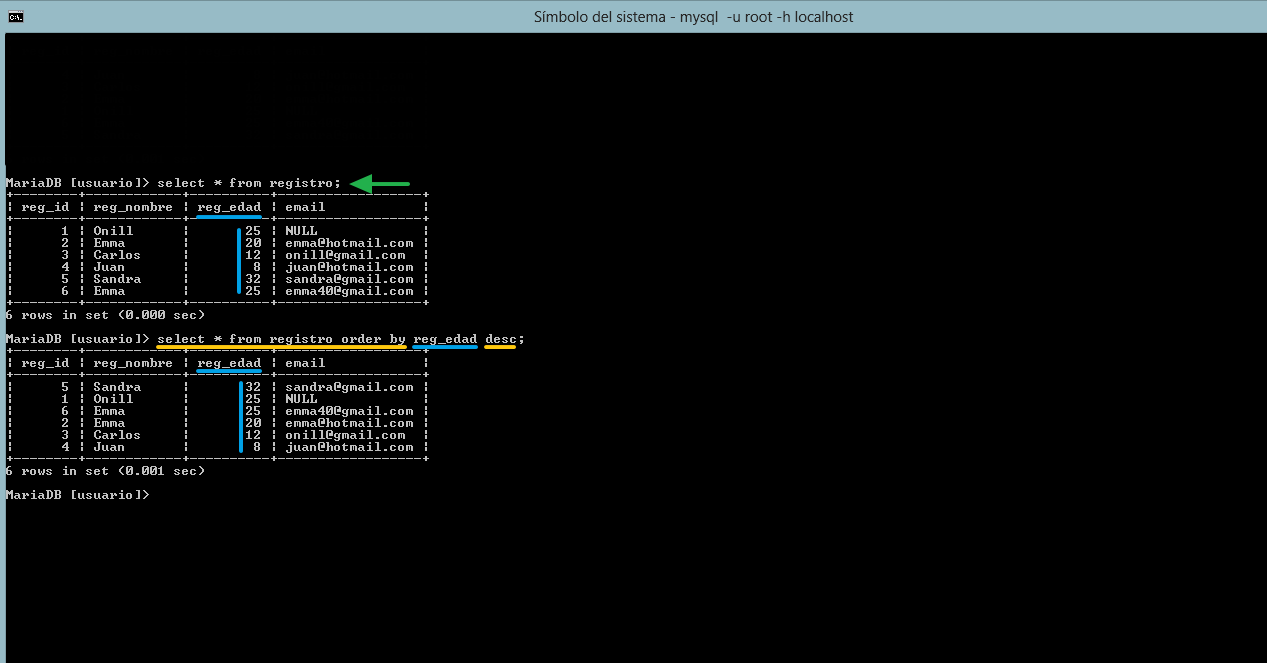 Símbolo del sistema - mysql -u root -h localhost
MariaDB [usuario]> select * from registro;
+--------+------------+----------+------------------+
| reg_id | reg_nombre | reg_edad | email            |
+--------+------------+----------+------------------+
|      1 | Onill      |       25 | NULL             |
|      2 | Emma       |       20 | emma@hotmail.com |
|      3 | Carlos     |       12 | onill@gmail.com  |
|      4 | Juan       |        8 | juan@hotmail.com |
|      5 | Sandra     |       32 | sandra@gmail.com |
|      6 | Emma       |       25 | emma40@gmail.com |
+--------+------------+----------+------------------+
6 rows in set (0.000 sec)
MariaDB [usuario]> select * from registro order by reg_edad desc;
+--------+------------+----------+------------------+
| reg_id | reg_nombre | reg_edad | email            |
+--------+------------+----------+------------------+
|      5 | Sandra     |       32 | sandra@gmail.com |
|      1 | Onill      |       25 | NULL             |
|      6 | Emma       |       25 | emma40@gmail.com |
|      2 | Emma       |       20 | emma@hotmail.com |
|      3 | Carlos     |       12 | onill@gmail.com  |
|      4 | Juan       |        8 | juan@hotmail.com |
+--------+------------+----------+------------------+
6 rows in set (0.001 sec)
MariaDB [usuario]>